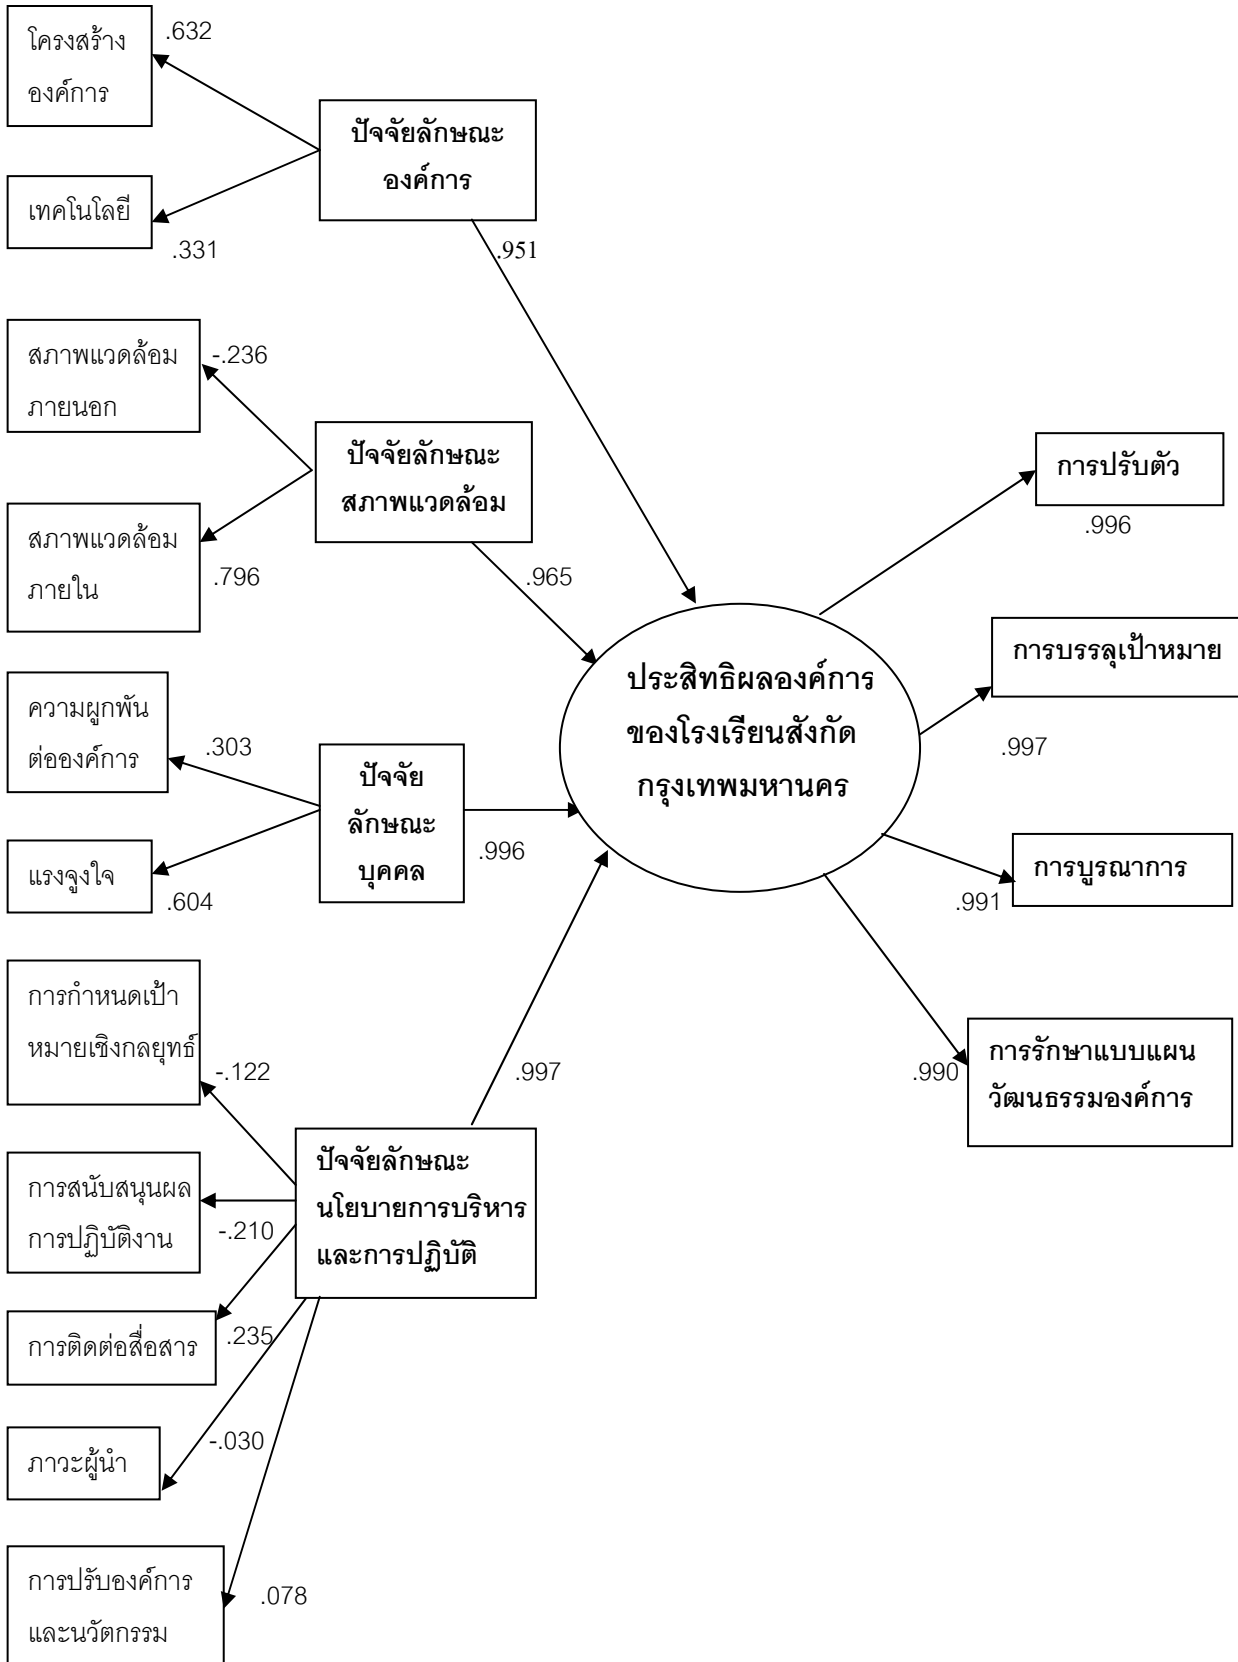 โครงสร้าง
องค์การ
.632
เทคโนโลยี
.331
ปัจจัยลักษณะ
องค์การ
.951
สภาพแวดล้อม
ภายนอก
-.236
สภาพแวดล้อม
ภายใน
.796
ปัจจัยลักษณะ
สภาพแวดล้อม
.965
ความผูกพัน
ต่อองค์การ
.303
แรงจูงใจ
.604
ปัจจัย
ลักษณะ
บุคคล
.996
การกำหนดเป้า
หมายเชิงกลยุทธ์
-.122
การสนับสนุนผล
การปฏิบัติงาน
-.210
การติดต่อสื่อสาร
.235
ภาวะผู้นำ
-.030
การปรับองค์การ
และนวัตกรรม
.078
ปัจจัยลักษณะ
นโยบายการบริหาร
และการปฏิบัติ
.997
ประสิทธิผลองค์การ
ของโรงเรียนสังกัด
กรุงเทพมหานคร
การปรับตัว
.996
การบรรลุเป้าหมาย
.997
การบูรณาการ
.991
การรักษาแบบแผน
วัฒนธรรมองค์การ
.990